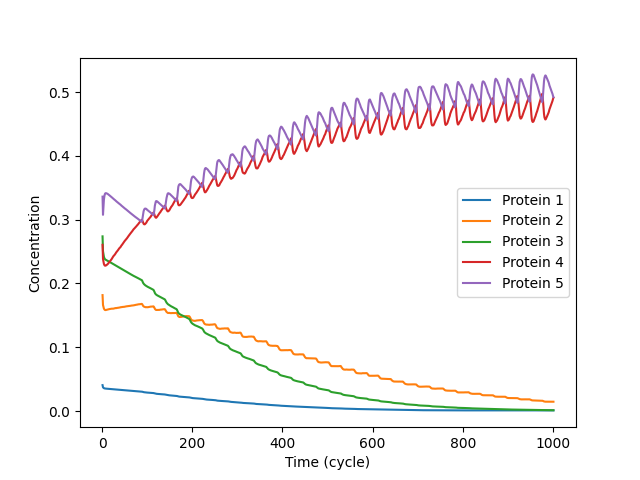 0.5
0.4
0.3
0.2
0.1
0.0
Concentration
0
200
400
600
800
1000
Time (cycle)
Protein 1
Protein 2
Protein 3
Protein 4
Protein 5